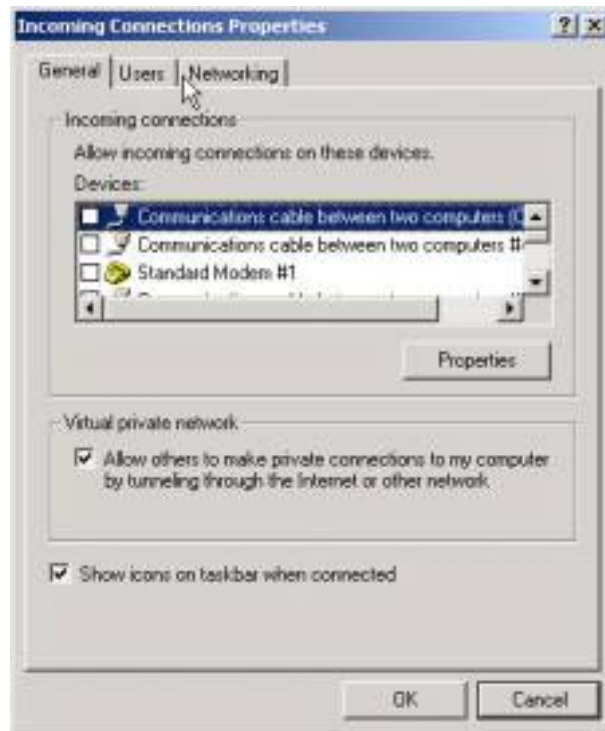 Incoming Connections Properties
General
Users
Networking
Incoming connections
Allow incoming connections on these devices.
Devices:
Communications cable between two computers (
Communications cable between two computers #
Standard Modem #1
Properties
Virtual private network
Allow others to make private connections to my computer
by tunneling through the Internet or other network
Show icons on taskbar when connected
OK
Cancel